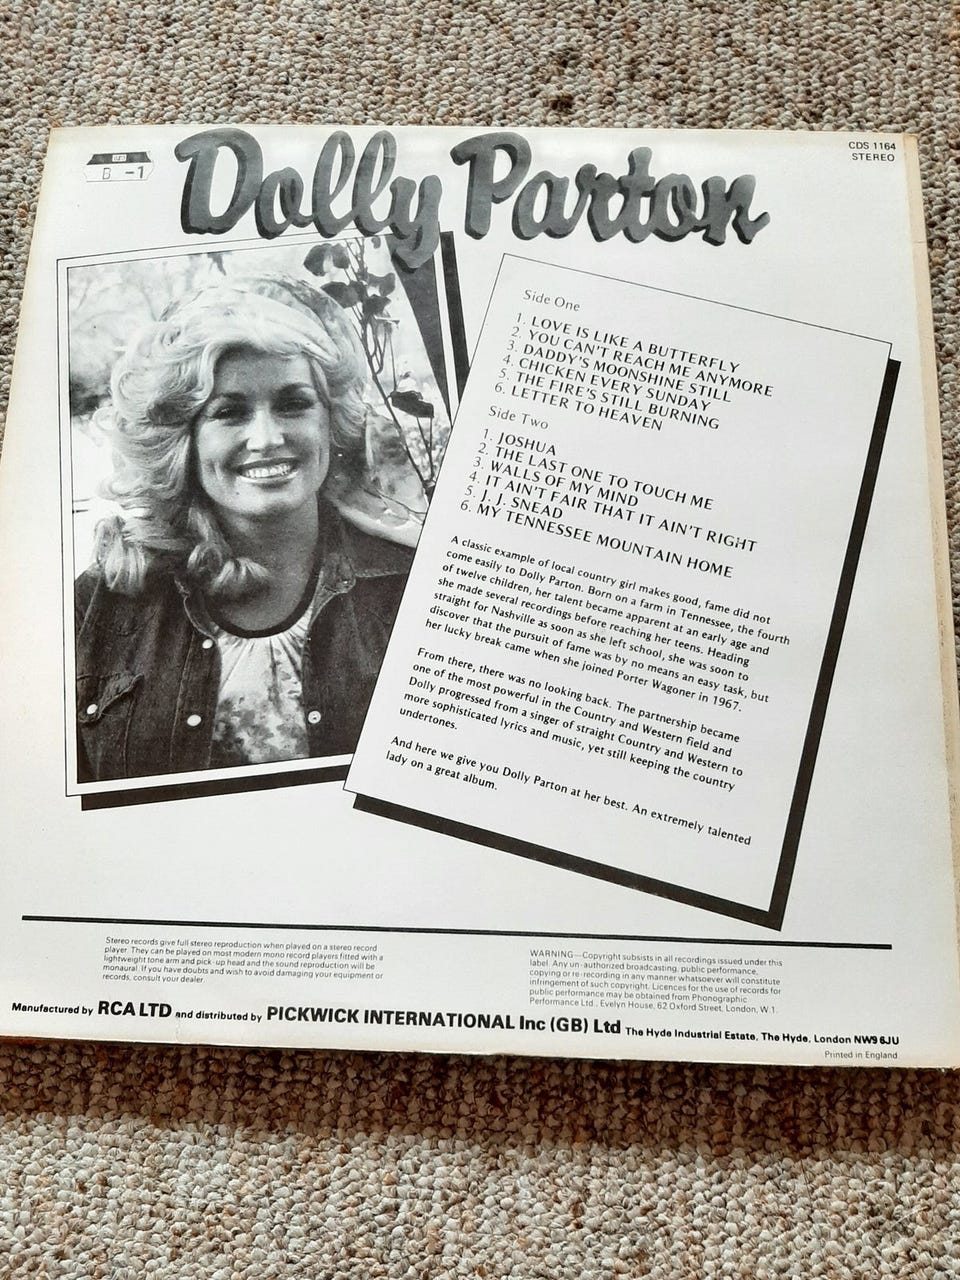 B -1
Dolly Parton
CDS 1164
STEREO
Side One
1. LOVE IS LIKE A BUTTERFLY
2. YOU CAN'T REACH ME ANYMORE
3. DADDY'S MOONSHINE STILL
4. CHICKEN EVERY SUNDAY
5. THE FIRE'S STILL BURNING
6. LETTER TO HEAVEN
Side Two
1. JOSHUA
2. THE LAST ONE TO TOUCH ME
3. WALLS OF MY MIND
4. IT AIN'T FAIR THAT IT AIN'T RIGHT
5. J. J. SNEAD
6. MY TENNESSEE MOUNTAIN HOME
A classic example of local country girl makes good, fame did not
come easily to Dolly Parton. Born on a farm in Tennessee, the fourth
of twelve children, her talent became apparent at an early age and
she made several recordings before reaching her teens. Heading
straight for Nashville as soon as she left school, she was soon to
discover that the pursuit of fame was by no means an easy task, but
her lucky break came when she joined Porter Wagoner in 1967.
From there, there was no looking back. The partnership became
one of the most powerful in the Country and Western field and
Dolly progressed from a singer of straight Country and Western to
more sophisticated lyrics and music, yet still keeping the country
undertones.
And here we give you Dolly Parton at her best. An extremely talented
lady on a great album.
Stereo records give full stereo reproduction when played on a stereo record
player. They can be played on most modern mono record players fitted with a
lightweight tone arm and pick-up head and the sound reproduction will be
monaural. If you have doubts and wish to avoid damaging your equipment or
records, consult your dealer.
WARNING—Copyright subsists in all recordings issued under this
label. Any un-authorized broadcasting, public performance,
copying or re-recording in any manner whatsoever will constitute
infringement of such copyright. Licences for the use of records for
public performance may be obtained from Phonographic
Performance Ltd., Evelyn House, 62 Oxford Street, London, W.1.
Manufactured by RCA LTD and distributed by PICKWICK INTERNATIONAL Inc (GB) Ltd The Hyde Industrial Estate, The Hyde, London NW9 6JU
Printed in England